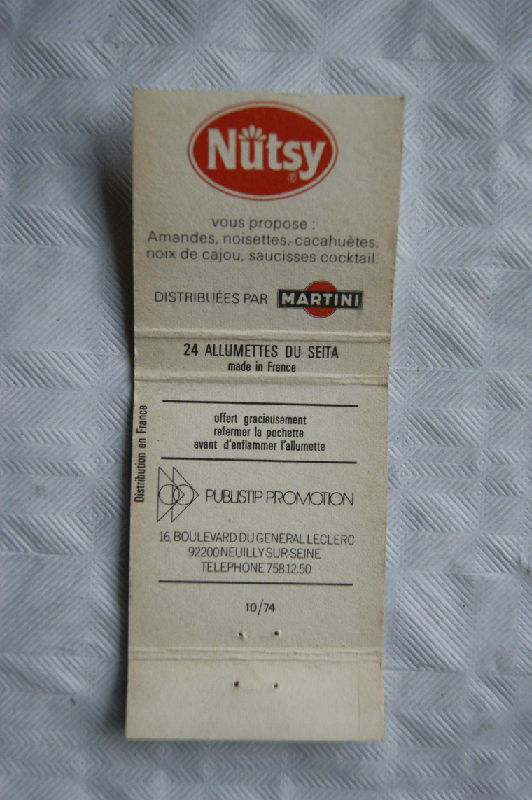 Nutsy
®
vous propose :
Amandes, noisettes, cacahuètes,
noix de cajou, saucisses cocktail
DISTRIBUÉES PAR MARTINI
24 ALLUMETTES DU SEITA
made in France
Distribution en France
offert gracieusement
refermer la pochette
avant d'enflammer l'allumette
PUBLISTIP PROMOTION
16, BOULEVARD DU GENERAL LECLERC
92200 NEUILLY SUR SEINE
TELEPHONE 758.12.50
10/74